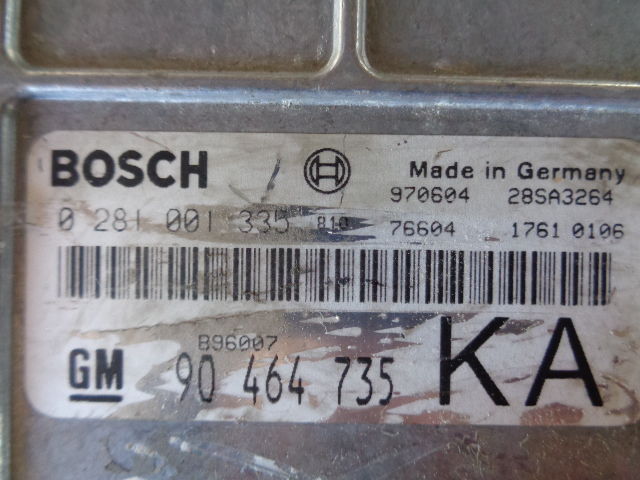 BOSCH Made in Germany
970604 28SA3264
0 281 001 335 810 76604 1761 0106
B96007
GM 90 464 735 KA